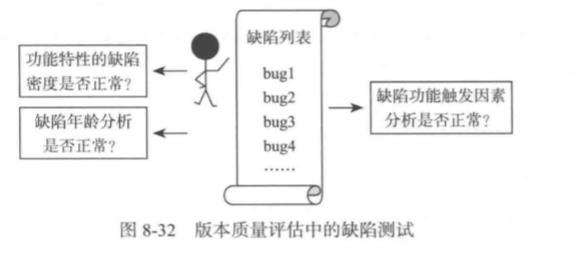 功能特性的缺陷
密度是否正常？
缺陷年龄分析
是否正常？
缺陷列表
bug1
bug2
bug3
bug4
……
缺陷功能触发因素
分析是否正常？
图 8-32 版本质量评估中的缺陷测试